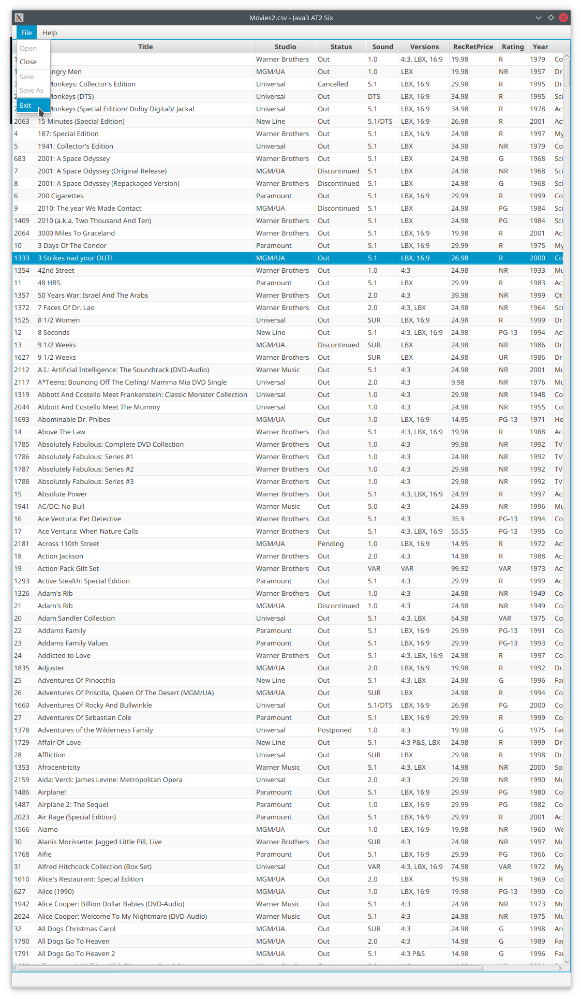 Movies2.csv - Java3 AT2 Six
File Help
Open
Close
Save
Save As
Exit
Title Studio Status Sound Versions RecRetPrice Rating Year
Warner Brothers Out 1.0 4:3, LBX, 16:9 19.98 R 1979 Co
Angry Men MGM/UA Out 1.0 LBX 19.98 NR 1957 Dr
Monkeys: Collector's Edition Universal Cancelled 5.1 LBX, 16:9 29.98 R 1995 Dr
Monkeys (DTS) Universal Out DTS LBX, 16:9 34.98 R 1995 Sci
Monkeys (Special Edition/ Dolby Digital)/ Jackal Universal Out 5.1 LBX, 16:9 34.98 R 1978 Ac
2063 15 Minutes (Special Edition) New Line Out 5.1/DTS LBX, 16:9 26.98 R 2001 Ac
4 187: Special Edition Warner Brothers Out 5.1 LBX, 16:9 24.98 R 1997 My
5 1941: Collector's Edition Universal Out 5.1 LBX 34.98 NR 1979 Co
683 2001: A Space Odyssey Warner Brothers Out 5.1 LBX 24.98 G 1968 Sci
7 2001: A Space Odyssey (Original Release) MGM/UA Discontinued 5.1 LBX 24.98 NR 1968 Sci
8 2001: A Space Odyssey (Repackaged Version) Warner Brothers Discontinued 5.1 LBX 24.98 G 1968 Sci
6 200 Cigarettes Paramount Out 5.1 LBX, 16:9 29.99 R 1999 Co
9 2010: The year We Made Contact MGM/UA Discontinued 5.1 LBX 24.98 PG 1984 Sci
1409 2010 (a.k.a. Two Thousand And Ten) Warner Brothers Out 5.1 LBX 24.98 PG 1984 Sci
2064 3000 Miles To Graceland Warner Brothers Out 5.1 LBX, 16:9 19.98 R 2001 Ac
10 3 Days Of The Condor Paramount Out 5.1 LBX, 16:9 29.99 R 1975 My
1333 3 Strikes nad your OUT! MGM/UA Out 5.1 LBX, 16:9 26.98 R 2000 Co
1354 42nd Street Warner Brothers Out 1.0 4:3 24.98 NR 1933 Mu
11 48 HRS. Paramount Out 5.1 LBX 29.99 R 1983 Ac
1357 50 Years War: Israel And The Arabs Warner Brothers Out 2.0 4:3 39.98 NR 1999 Ot
1372 7 Faces Of Dr. Lao Warner Brothers Out 2.0 4:3, LBX 24.98 NR 1964 Sci
1525 8 1/2 Women Universal Out SUR LBX, 16:9 24.98 R 1999 Dr
12 8 Seconds New Line Out 5.1 4:3, LBX, 16:9 24.98 PG-13 1994 Ac
13 9 1/2 Weeks MGM/UA Discontinued SUR LBX 24.98 NR 1986 Dr
1627 9 1/2 Weeks Warner Brothers Out SUR LBX 24.98 UR 1986 Dr
2112 A.I.: Artificial Intelligence: The Soundtrack (DVD-Audio) Warner Music Out 5.1 4:3 24.98 NR 2001 Mu
2117 A*Teens: Bouncing Off The Ceiling/ Mamma Mia DVD Single Universal Out 2.0 4:3 9.98 NR 1976 Mu
1319 Abbott And Costello Meet Frankenstein: Classic Monster Collection Universal Out 1.0 4:3 29.98 NR 1948 Co
2044 Abbott And Costello Meet The Mummy Universal Out 1.0 4:3 24.98 NR 1955 Co
1693 Abominable Dr. Phibes MGM/UA Out 1.0 LBX, 16:9 14.95 PG-13 1971 Ho
14 Above The Law Warner Brothers Out 5.1 4:3, LBX, 16:9 19.98 R 1988 Ac
1785 Absolutely Fabulous: Complete DVD Collection Warner Brothers Out 1.0 4:3 99.98 NR 1992 TV
1786 Absolutely Fabulous: Series #1 Warner Brothers Out 1.0 4:3 24.98 NR 1992 TV
1787 Absolutely Fabulous: Series #2 Warner Brothers Out 1.0 4:3 29.98 NR 1992 TV
1788 Absolutely Fabulous: Series #3 Warner Brothers Out 1.0 4:3 29.98 NR 1992 TV
15 Absolute Power Warner Brothers Out 5.1 4:3, LBX, 16:9 24.99 R 1997 Ac
1941 AC/DC: No Bull Warner Music Out 5.0 4:3 24.99 NR 1996 Mu
16 Ace Ventura: Pet Detective Warner Brothers Out 5.1 4:3 35.9 PG-13 1994 Co
17 Ace Ventura: When Nature Calls Warner Brothers Out 5.1 4:3, LBX, 16:9 55.55 PG-13 1995 Co
2181 Across 110th Street MGM/UA Pending 1.0 LBX, 16:9 14.95 R 1972 Ac
18 Action Jackson Warner Brothers Out 2.0 4:3 14.98 R 1988 Ac
19 Action Pack Gift Set Warner Brothers Out VAR VAR 99.92 VAR 1973 Ac
1293 Active Stealth: Special Edition Paramount Out 5.1 4:3 29.99 R 1999 Ac
1326 Adam's Rib Warner Brothers Out 1.0 4:3 24.98 NR 1949 Co
21 Adam's Rib MGM/UA Discontinued 1.0 4:3 24.98 NR 1949 Co
20 Adam Sandler Collection Universal Out 5.1 4:3, LBX 64.98 VAR 1975 Co
22 Addams Family Paramount Out 5.1 LBX, 16:9 29.99 PG-13 1991 Co
23 Addams Family Values Paramount Out 5.1 LBX, 16:9 29.99 PG-13 1993 Co
24 Addicted to Love Warner Brothers Out 5.1 4:3, LBX, 16:9 24.98 R 1997 Co
1835 Adjuster MGM/UA Out 2.0 LBX, 16:9 19.98 R 1992 Dr
25 Adventures Of Pinocchio New Line Out 5.1 4:3, LBX 24.98 G 1996 Fa
26 Adventures Of Priscilla, Queen Of The Desert (MGM/UA) MGM/UA Out SUR LBX 24.98 R 1994 Co
1660 Adventures Of Rocky And Bullwinkle Universal Out 5.1/DTS LBX, 16:9 26.98 PG 2000 Co
27 Adventures Of Sebastian Cole Paramount Out 5.1 LBX, 16:9 29.99 R 1999 Co
1378 Adventures of the Wilderness Family Universal Postponed 1.0 4:3 19.98 G 1975 Fa
1729 Affair Of Love New Line Out 5.1 4:3 P&S, LBX 24.98 R 1999 Dr
28 Affliction Universal Out SUR LBX 29.98 R 1998 Dr
1353 Afrocentricity Warner Music Out 5.1 4:3, LBX 14.98 NR 2000 Sp
2159 Aida: Verdi: James Levine: Metropolitan Opera Universal Out 2.0 4:3 29.98 NR 1990 Mu
1486 Airplane! Paramount Out 5.1 LBX, 16:9 29.99 PG 1980 Co
1487 Airplane 2: The Sequel Paramount Out 1.0 LBX, 16:9 29.99 PG 1982 Co
2023 Air Rage (Special Edition) Paramount Out 5.1 LBX, 16:9 29.99 R 2001 Ac
1566 Alamo MGM/UA Out 1.0 LBX, 16:9 19.98 NR 1960 We
30 Alanis Morissette: Jagged Little Pill, Live Warner Brothers Out SUR 4:3 24.98 NR 1997 Mu
1768 Alfie Paramount Out 5.1 LBX, 16:9 29.99 PG 1966 Co
31 Alfred Hitchcock Collection (Box Set) Universal Out VAR 4:3, LBX, 16:9 74.98 VAR 1972 My
1610 Alice's Restaurant: Special Edition MGM/UA Out 2.0 LBX 19.98 R 1969 Co
627 Alice (1990) MGM/UA Out 1.0 LBX, 16:9 19.98 PG-13 1990 Co
1942 Alice Cooper: Billion Dollar Babies (DVD-Audio) Warner Music Out 5.1 4:3 24.98 NR 1973 Mu
2024 Alice Cooper: Welcome To My Nightmare (DVD-Audio) Warner Music Out 5.1 4:3 24.98 NR 1975 Mu
32 All Dogs Christmas Carol MGM/UA Out SUR 4:3 24.98 G 1998 An
1790 All Dogs Go To Heaven MGM/UA Out 2.0 4:3 14.98 G 1989 Fa
1791 All Dogs Go To Heaven 2 MGM/UA Out 5.1 4:3 P&S 14.98 G 1996 Fa